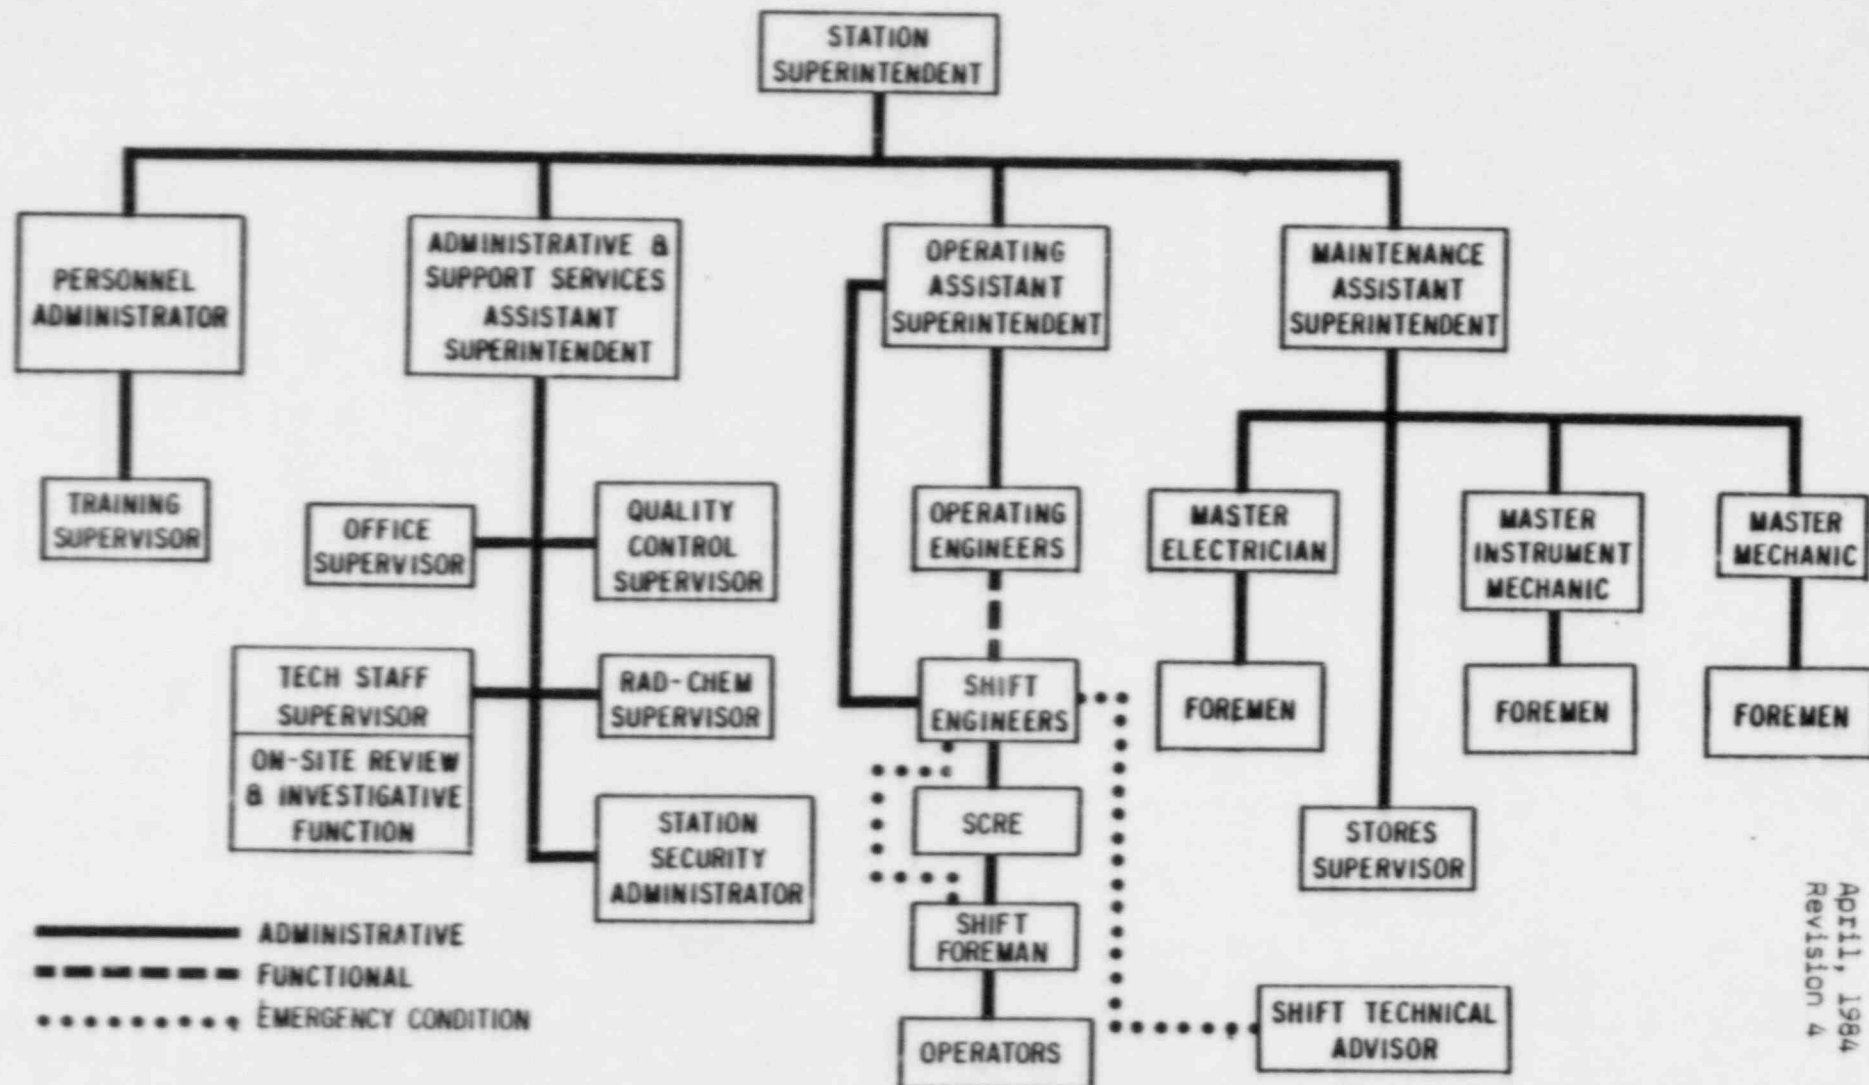 STATION
SUPERINTENDENT
PERSONNEL
ADMINISTRATOR
ADMINISTRATIVE &
SUPPORT SERVICES
ASSISTANT
SUPERINTENDENT
OPERATING
ASSISTANT
SUPERINTENDENT
MAINTENANCE
ASSISTANT
SUPERINTENDENT
TRAINING
SUPERVISOR
OFFICE
SUPERVISOR
QUALITY
CONTROL
SUPERVISOR
OPERATING
ENGINEERS
MASTER
ELECTRICIAN
MASTER
INSTRUMENT
MECHANIC
MASTER
MECHANIC
TECH STAFF
SUPERVISOR
ON-SITE REVIEW
& INVESTIGATIVE
FUNCTION
RAD-CHEM
SUPERVISOR
SHIFT
ENGINEERS
FOREMEN
FOREMEN
FOREMEN
STATION
SECURITY
ADMINISTRATOR
SCRE
STORES
SUPERVISOR
SHIFT
FOREMAN
OPERATORS
SHIFT TECHNICAL
ADVISOR
ADMINISTRATIVE
FUNCTIONAL
EMERGENCY CONDITION
April, 1984
Revision 4